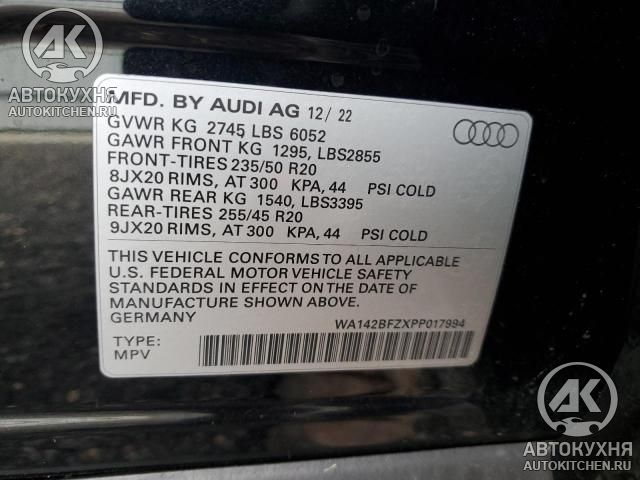 АВТОКУХНЯ
AUTOKITCHEN.RU
АВТОКУХНЯ
AUTOKITCHEN.RU
MFD. BY AUDI AG 12/ 22
GVWR KG 2745 LBS 6052
GAWR FRONT KG 1295, LBS2855
FRONT-TIRES 235/50 R20
8JX20 RIMS, AT 300 KPA, 44 PSI COLD
GAWR REAR KG 1540, LBS3395
REAR-TIRES 255/45 R20
9JX20 RIMS, AT 300 KPA, 44 PSI COLD
THIS VEHICLE CONFORMS TO ALL APPLICABLE
U.S. FEDERAL MOTOR VEHICLE SAFETY
STANDARDS IN EFFECT ON THE DATE OF
MANUFACTURE SHOWN ABOVE.
GERMANY
WA142BFZXPP017994
TYPE:
MPV
АК
АВТОКУХНЯ
AUTOKITCHEN.RU